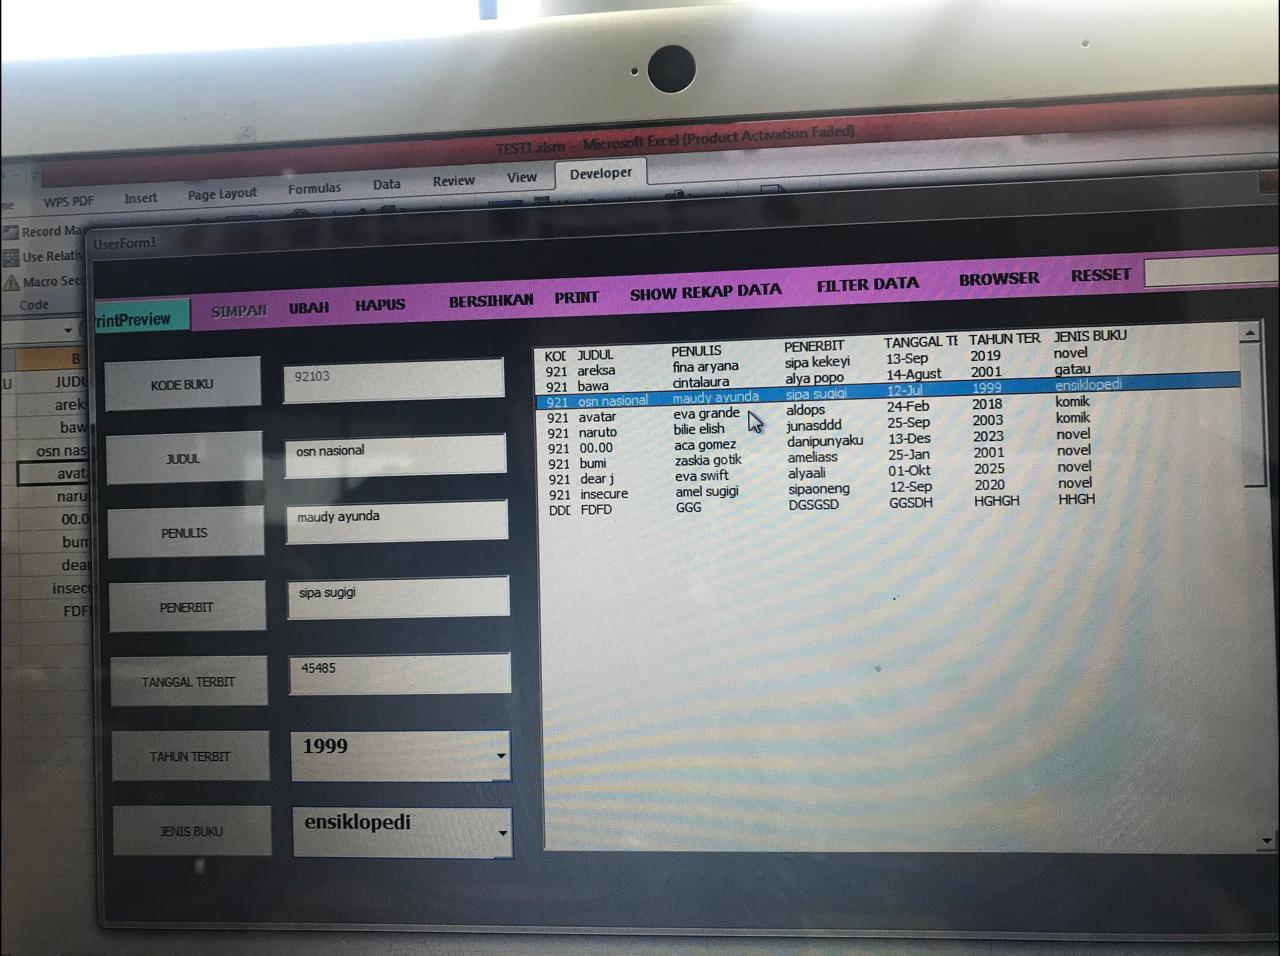 TEST1.xlsm - Microsoft Excel (Product Activation Failed)
WPS PDF Insert Page Layout Formulas Data Review View Developer
Record Ma
Use Relati
Macro Sec
Code
UserForm1
rintPreview SIMPAN UBAH HAPUS BERSIHKAN PRINT SHOW REKAP DATA FILTER DATA BROWSER RESSET
B
U JUDU
arek
baw
osn nas
avata
naru
00.0
bum
dear
insecu
FDF
KODE BUKU 92103
JUDUL osn nasional
PENULIS maudy ayunda
PENERBIT sipa sugigi
TANGGAL TERBIT 45485
TAHUN TERBIT 1999
JENIS BUKU ensiklopedi
KOD JUDUL PENULIS PENERBIT TANGGAL TE TAHUN TER JENIS BUKU
921 areksa fina aryana sipa kekeyi 13-Sep 2019 novel
921 bawa cintalaura alya popo 14-Agust 2001 gatau
921 osn nasional maudy ayunda sipa sugigi 12-Jul 1999 ensiklopedi
921 avatar eva grande aldops 24-Feb 2018 komik
921 naruto bilie elish junasddd 25-Sep 2003 komik
921 00.00 aca gomez danipunyaku 13-Des 2023 novel
921 bumi zaskia gotik ameliass 25-Jan 2001 novel
921 dear j eva swift alyaali 01-Okt 2025 novel
921 insecure amel sugigi sipaoneng 12-Sep 2020 novel
DDD FDFD GGG DGSGSD GGSDH HGHGH HHGH